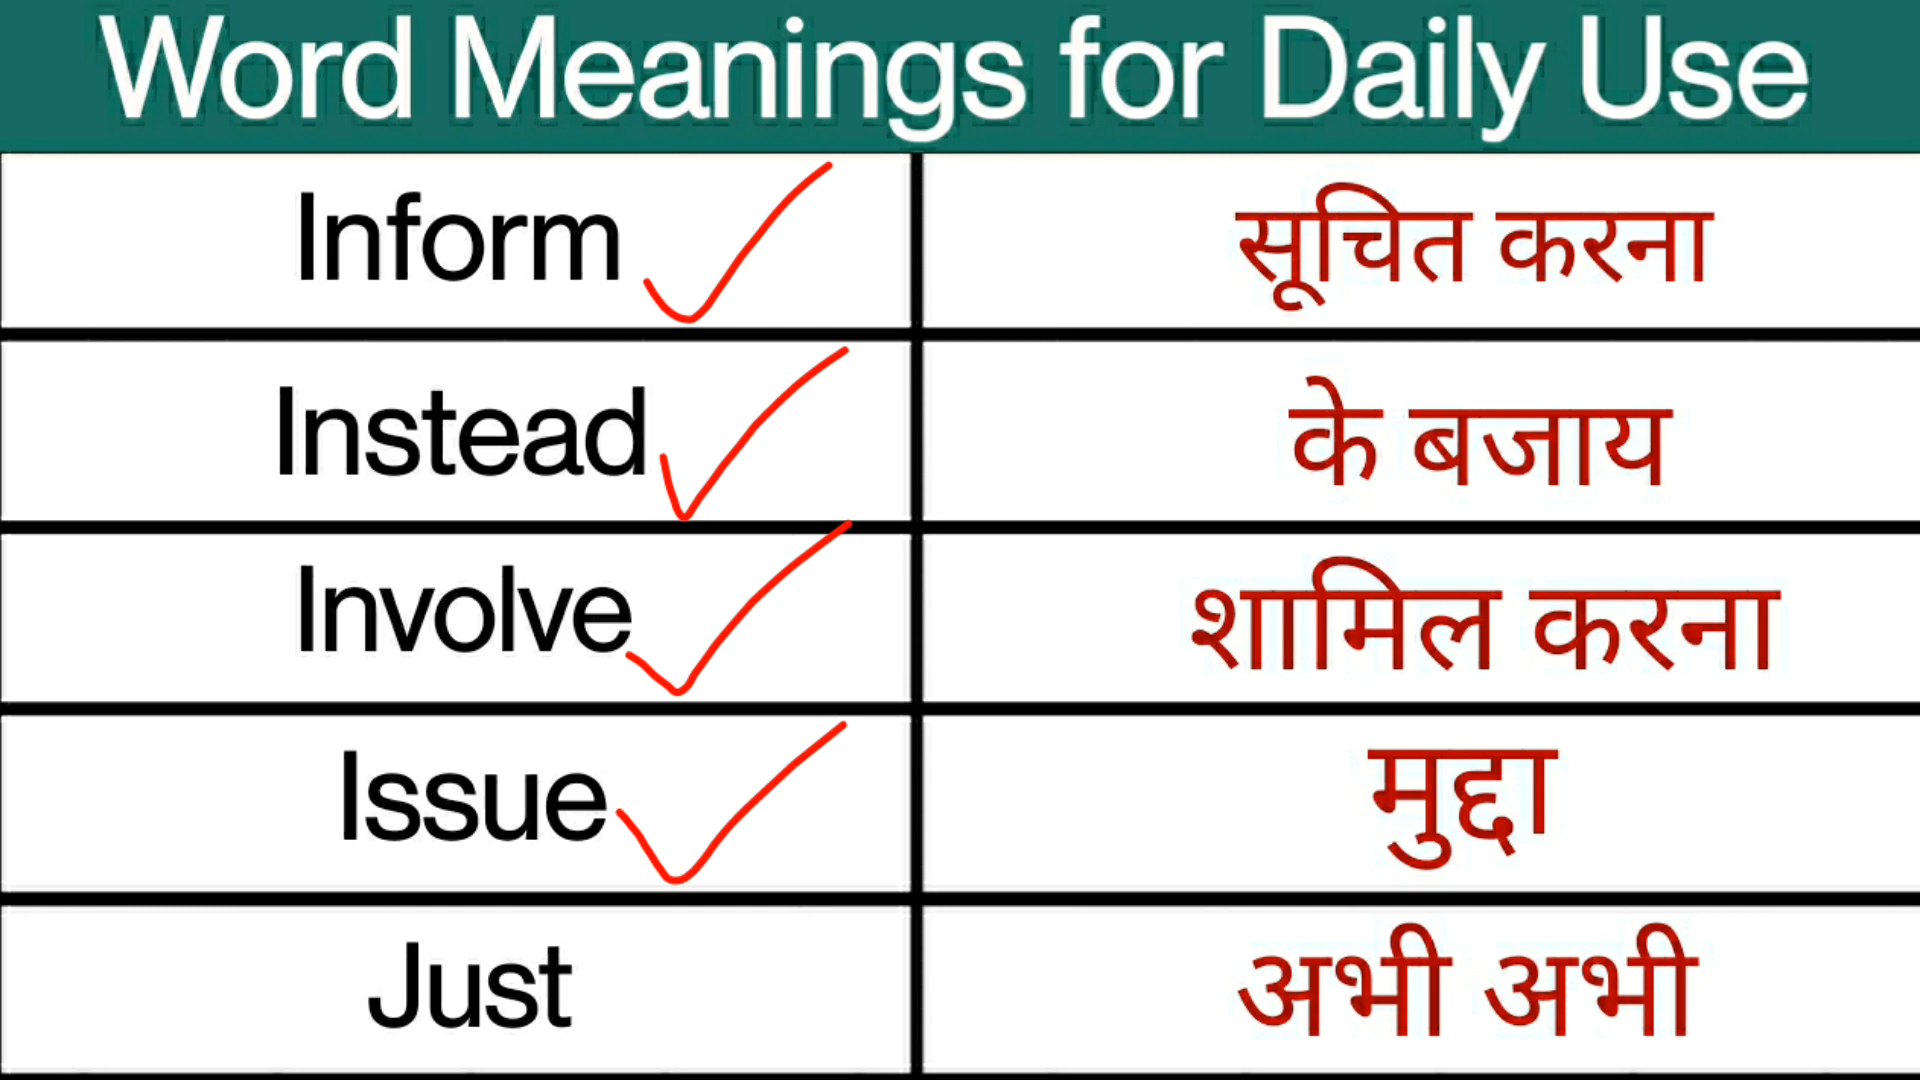 Word Meanings for Daily Use
Inform सूचित करना
Instead के बजाय
Involve शामिल करना
Issue मुद्दा
Just अभी अभी